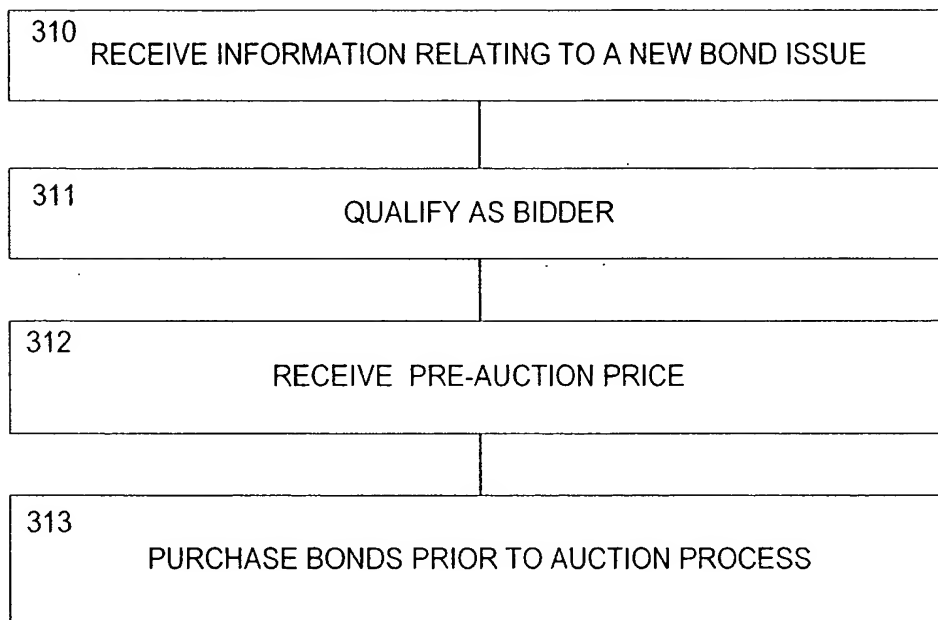 310
RECEIVE INFORMATION RELATING TO A NEW BOND ISSUE
311
QUALIFY AS BIDDER
312
RECEIVE PRE-AUCTION PRICE
313
PURCHASE BONDS PRIOR TO AUCTION PROCESS